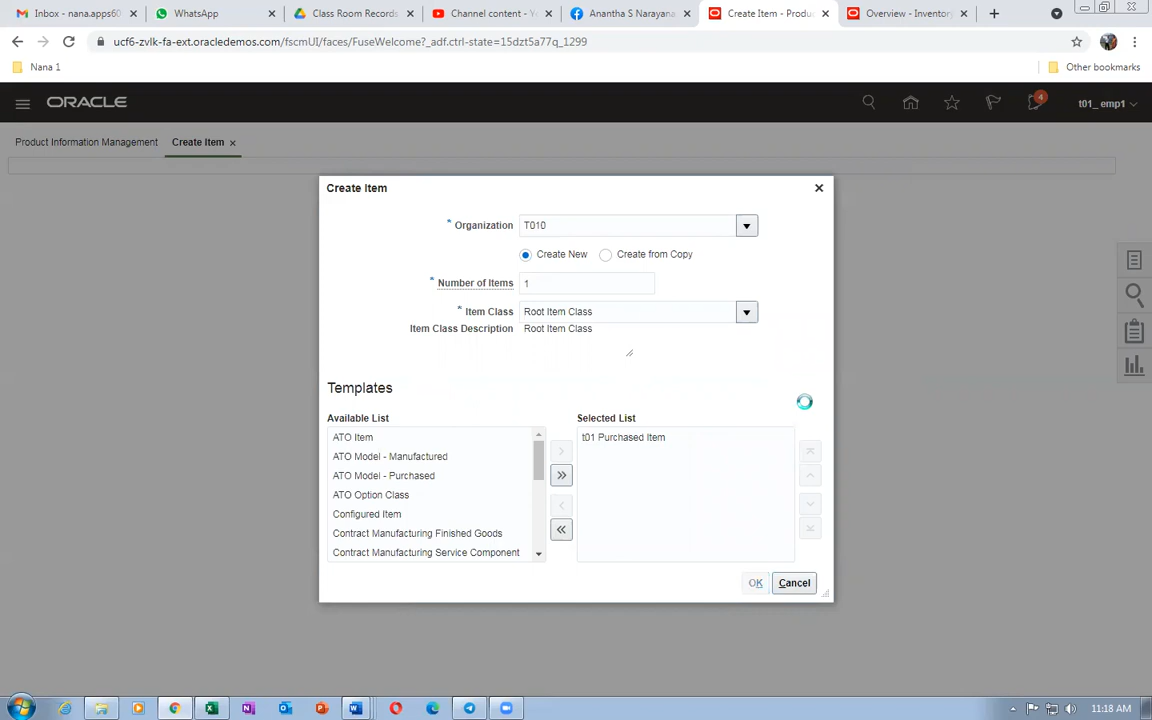 Inbox - nana.apps60
WhatsApp
Class Room Records
Channel content - Y
Anantha S Narayana
Create Item - Produ
Overview - Inventory
ucf6-zvlk-fa-ext.oracledemos.com/fscmUI/faces/FuseWelcome?_adf.ctrl-state=15dzt5a77q_1299
Nana 1
Other bookmarks
ORACLE
4
t01_ emp1
Product Information Management
Create Item
Create Item
* Organization T010
Create New
Create from Copy
* Number of Items 1
* Item Class Root Item Class
Item Class Description Root Item Class
Templates
Available List
Selected List
ATO Item
ATO Model - Manufactured
ATO Model - Purchased
ATO Option Class
Configured Item
Contract Manufacturing Finished Goods
Contract Manufacturing Service Component
t01 Purchased Item
OK
Cancel
11:18 AM